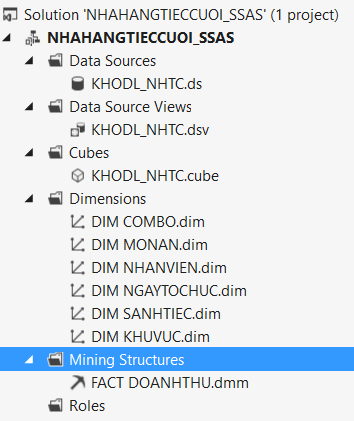 Solution 'NHAHANGTIECCUOI_SSAS' (1 project)
NHAHANGTIECCUOI_SSAS
Data Sources
KHODL_NHTC.ds
Data Source Views
KHODL_NHTC.dsv
Cubes
KHODL_NHTC.cube
Dimensions
DIM COMBO.dim
DIM MONAN.dim
DIM NHANVIEN.dim
DIM NGAYTOCHUC.dim
DIM SANHTIEC.dim
DIM KHUVUC.dim
Mining Structures
FACT DOANHTHU.dmm
Roles